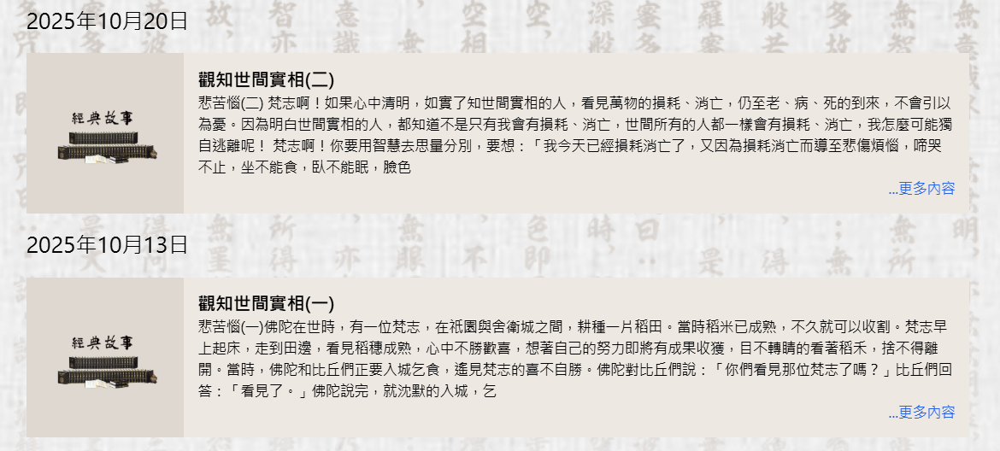 2025年10月20日
經典故事
觀知世間實相(二)
悲苦惱(二) 梵志啊！如果心中清明，如實了知世間實相的人，看見萬物的損耗、消亡，仍至老、病、死的到來，不會引以
為憂。因為明白世間實相的人，都知道不是只有我會有損耗、消亡，世間所有的人都一樣會有損耗、消亡，我怎麼可能獨
自逃離呢！ 梵志啊！你要用智慧去思量分別，要想：「我今天已經損耗消亡了，又因為損耗消亡而導至悲傷煩惱，啼哭
不止，坐不能食，臥不能眠，臉色
...更多內容
2025年10月13日
經典故事
觀知世間實相(一)
悲苦惱(一)佛陀在世時，有一位梵志，在祇園與舍衛城之間，耕種一片稻田。當時稻米已成熟，不久就可以收割。梵志早
上起床，走到田邊，看見稻穗成熟，心中不勝歡喜，想著自己的努力即將有成果收獲，目不轉睛的看著稻禾，捨不得離
開。當時，佛陀和比丘們正要入城乞食，遙見梵志的喜不自勝。佛陀對比丘們說：「你們看見那位梵志了嗎？」比丘們回
答：「看見了。」佛陀說完，就沈默的入城，乞
...更多內容